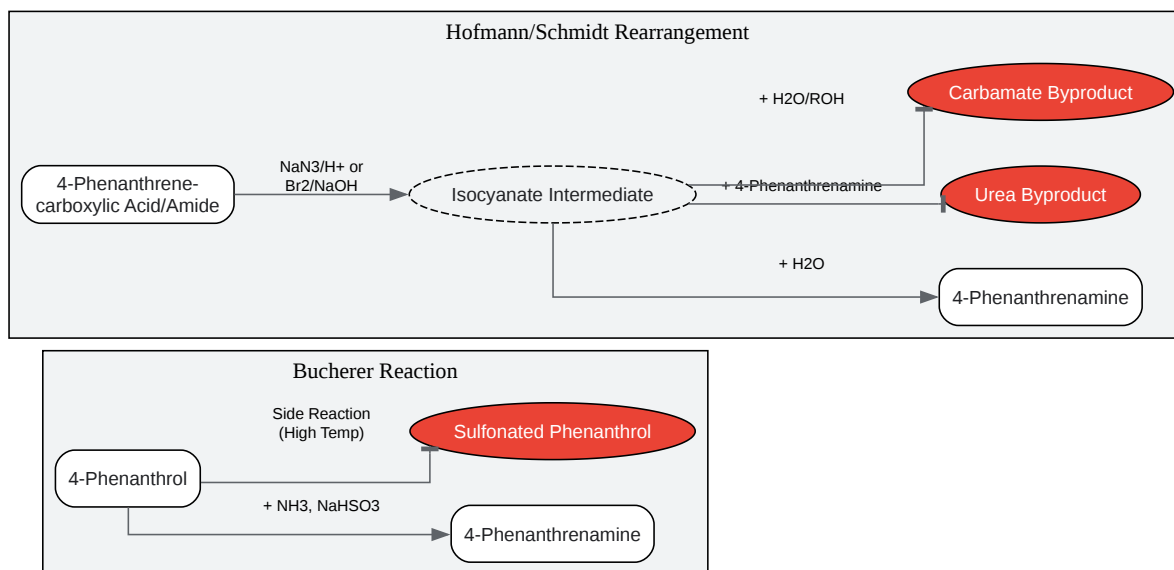 Hofmann/Schmidt Rearrangement
+ H2O/ROH
Carbamate Byproduct
4-Phenanthrene-
carboxylic Acid/Amide
NaN3/H+ or
Br2/NaOH
Isocyanate Intermediate
+ 4-Phenanthrenamine
Urea Byproduct
+ H2O
4-Phenanthrenamine
Bucherer Reaction
Side Reaction
(High Temp)
Sulfonated Phenanthrol
4-Phenanthrol
+ NH3, NaHSO3
4-Phenanthrenamine